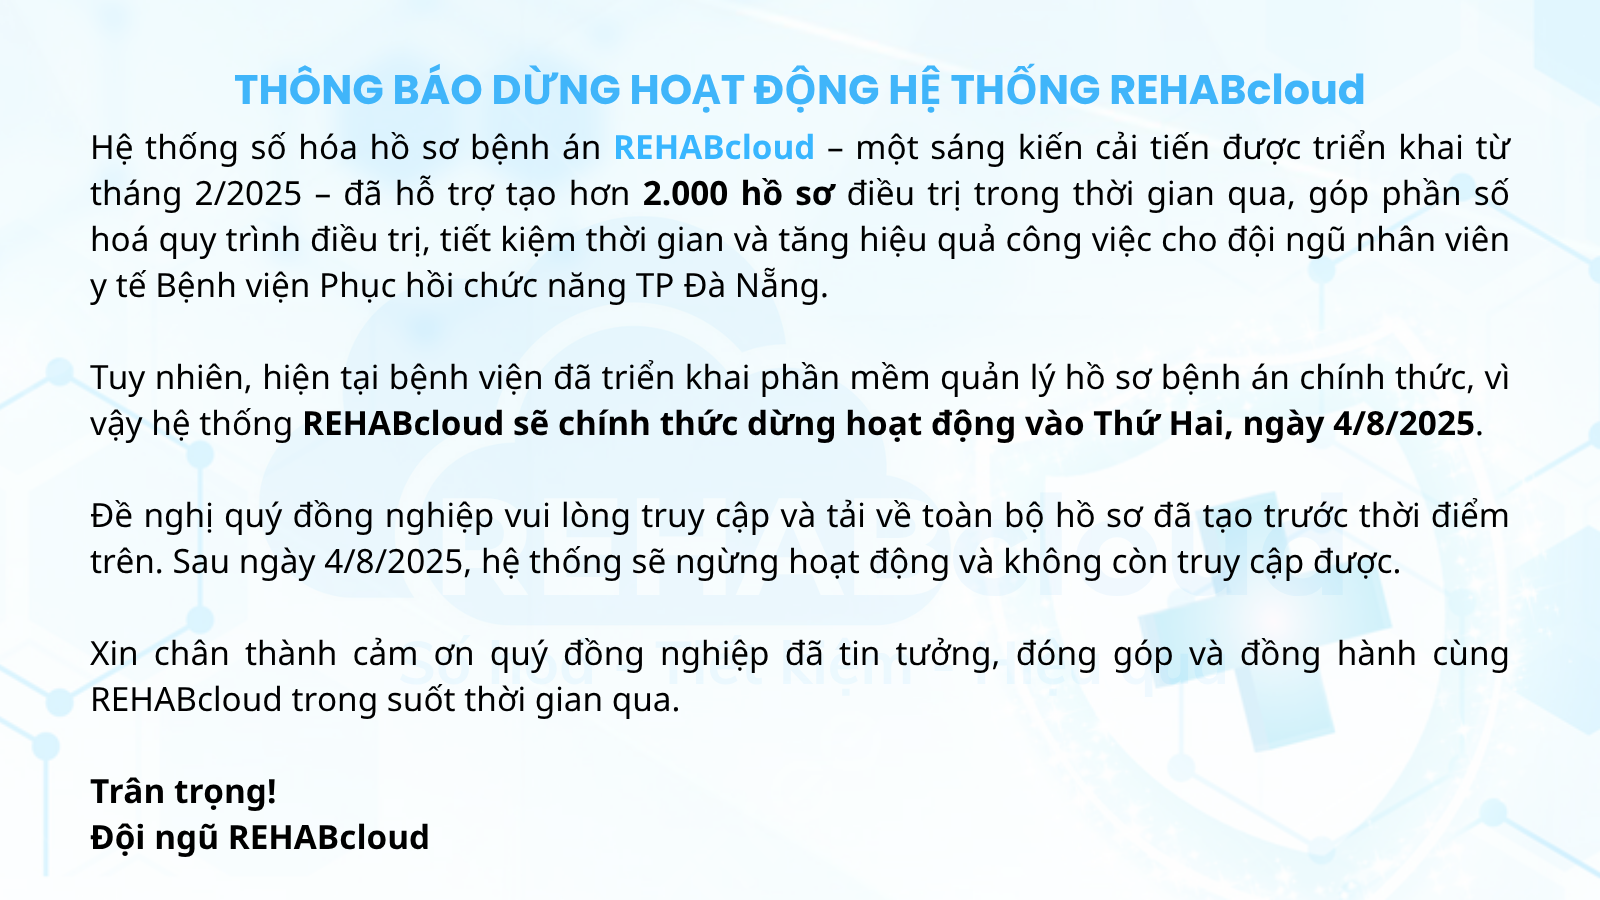 THÔNG BÁO DỪNG HOẠT ĐỘNG HỆ THỐNG REHABcloud
Hệ thống số hóa hồ sơ bệnh án REHABcloud – một sáng kiến cải tiến được triển khai từ
tháng 2/2025 – đã hỗ trợ tạo hơn 2.000 hồ sơ điều trị trong thời gian qua, góp phần số
hoá quy trình điều trị, tiết kiệm thời gian và tăng hiệu quả công việc cho đội ngũ nhân viên
y tế Bệnh viện Phục hồi chức năng TP Đà Nẵng.
Tuy nhiên, hiện tại bệnh viện đã triển khai phần mềm quản lý hồ sơ bệnh án chính thức, vì
vậy hệ thống REHABcloud sẽ chính thức dừng hoạt động vào Thứ Hai, ngày 4/8/2025.
Đề nghị quý đồng nghiệp vui lòng truy cập và tải về toàn bộ hồ sơ đã tạo trước thời điểm
trên. Sau ngày 4/8/2025, hệ thống sẽ ngừng hoạt động và không còn truy cập được.
REHABcloud
Xin chân thành cảm ơn quý đồng nghiệp đã tin tưởng, đóng góp và đồng hành cùng
Số hóa - Tiết kiệm - Hiệu quả
REHABcloud trong suốt thời gian qua.
Trân trọng!
Đội ngũ REHABcloud